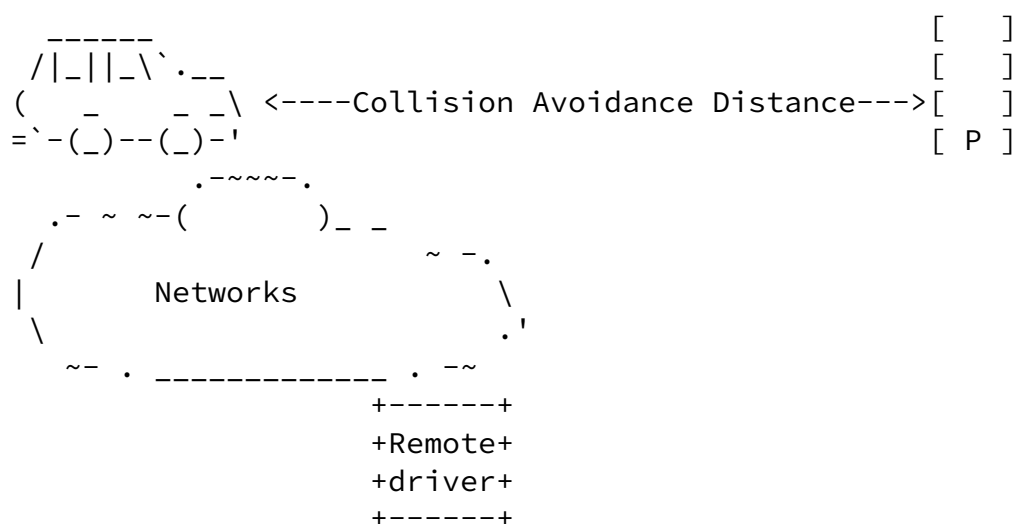 <----Collision Avoidance Distance--->
[ P ]
Networks
+------+
+Remote+
+driver+
+------+